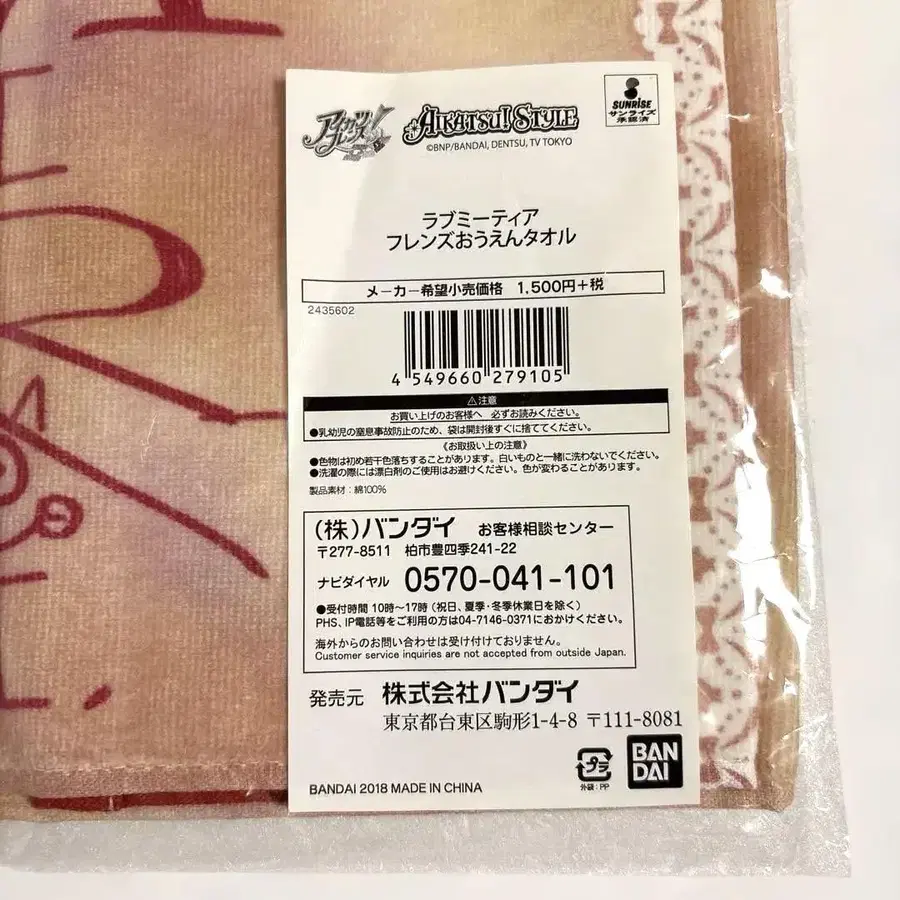 アイカツフレンズ!
AIKATSU! STYLE
SUNRISE
サンライズ
承認済
©BNP/BANDAI, DENTSU, TV TOKYO
ラブミーティア
フレンズおうえんタオル
メーカー希望小売価格 1,500円+税
2435602
4 549660 279105
⚠注意
お買い上げのお客様へ 必ずお読みください。
●乳幼児の窒息事故防止のため、袋は開封後すぐに捨ててください。
《お取扱い上の注意》
●色物は初め若干色落ちすることがあります。白いものと一緒に洗わないでください。
●洗濯の際には漂白剤のご使用はお避けください。色が変わることがあります。
製品素材:綿100%
(株)バンダイ お客様相談センター
〒277-8511 柏市豊四季241-22
ナビダイヤル 0570-041-101
●受付時間 10時〜17時(祝日、夏季・冬季休業日を除く)
PHS、IP電話等をご利用の方は04-7146-0371におかけください。
海外からのお問い合わせは受け付けておりません。
Customer service inquiries are not accepted from outside Japan.
発売元 株式会社バンダイ
東京都台東区駒形1-4-8 〒111-8081
プラ
外袋:PP
BAN
DAI
BANDAI 2018 MADE IN CHINA